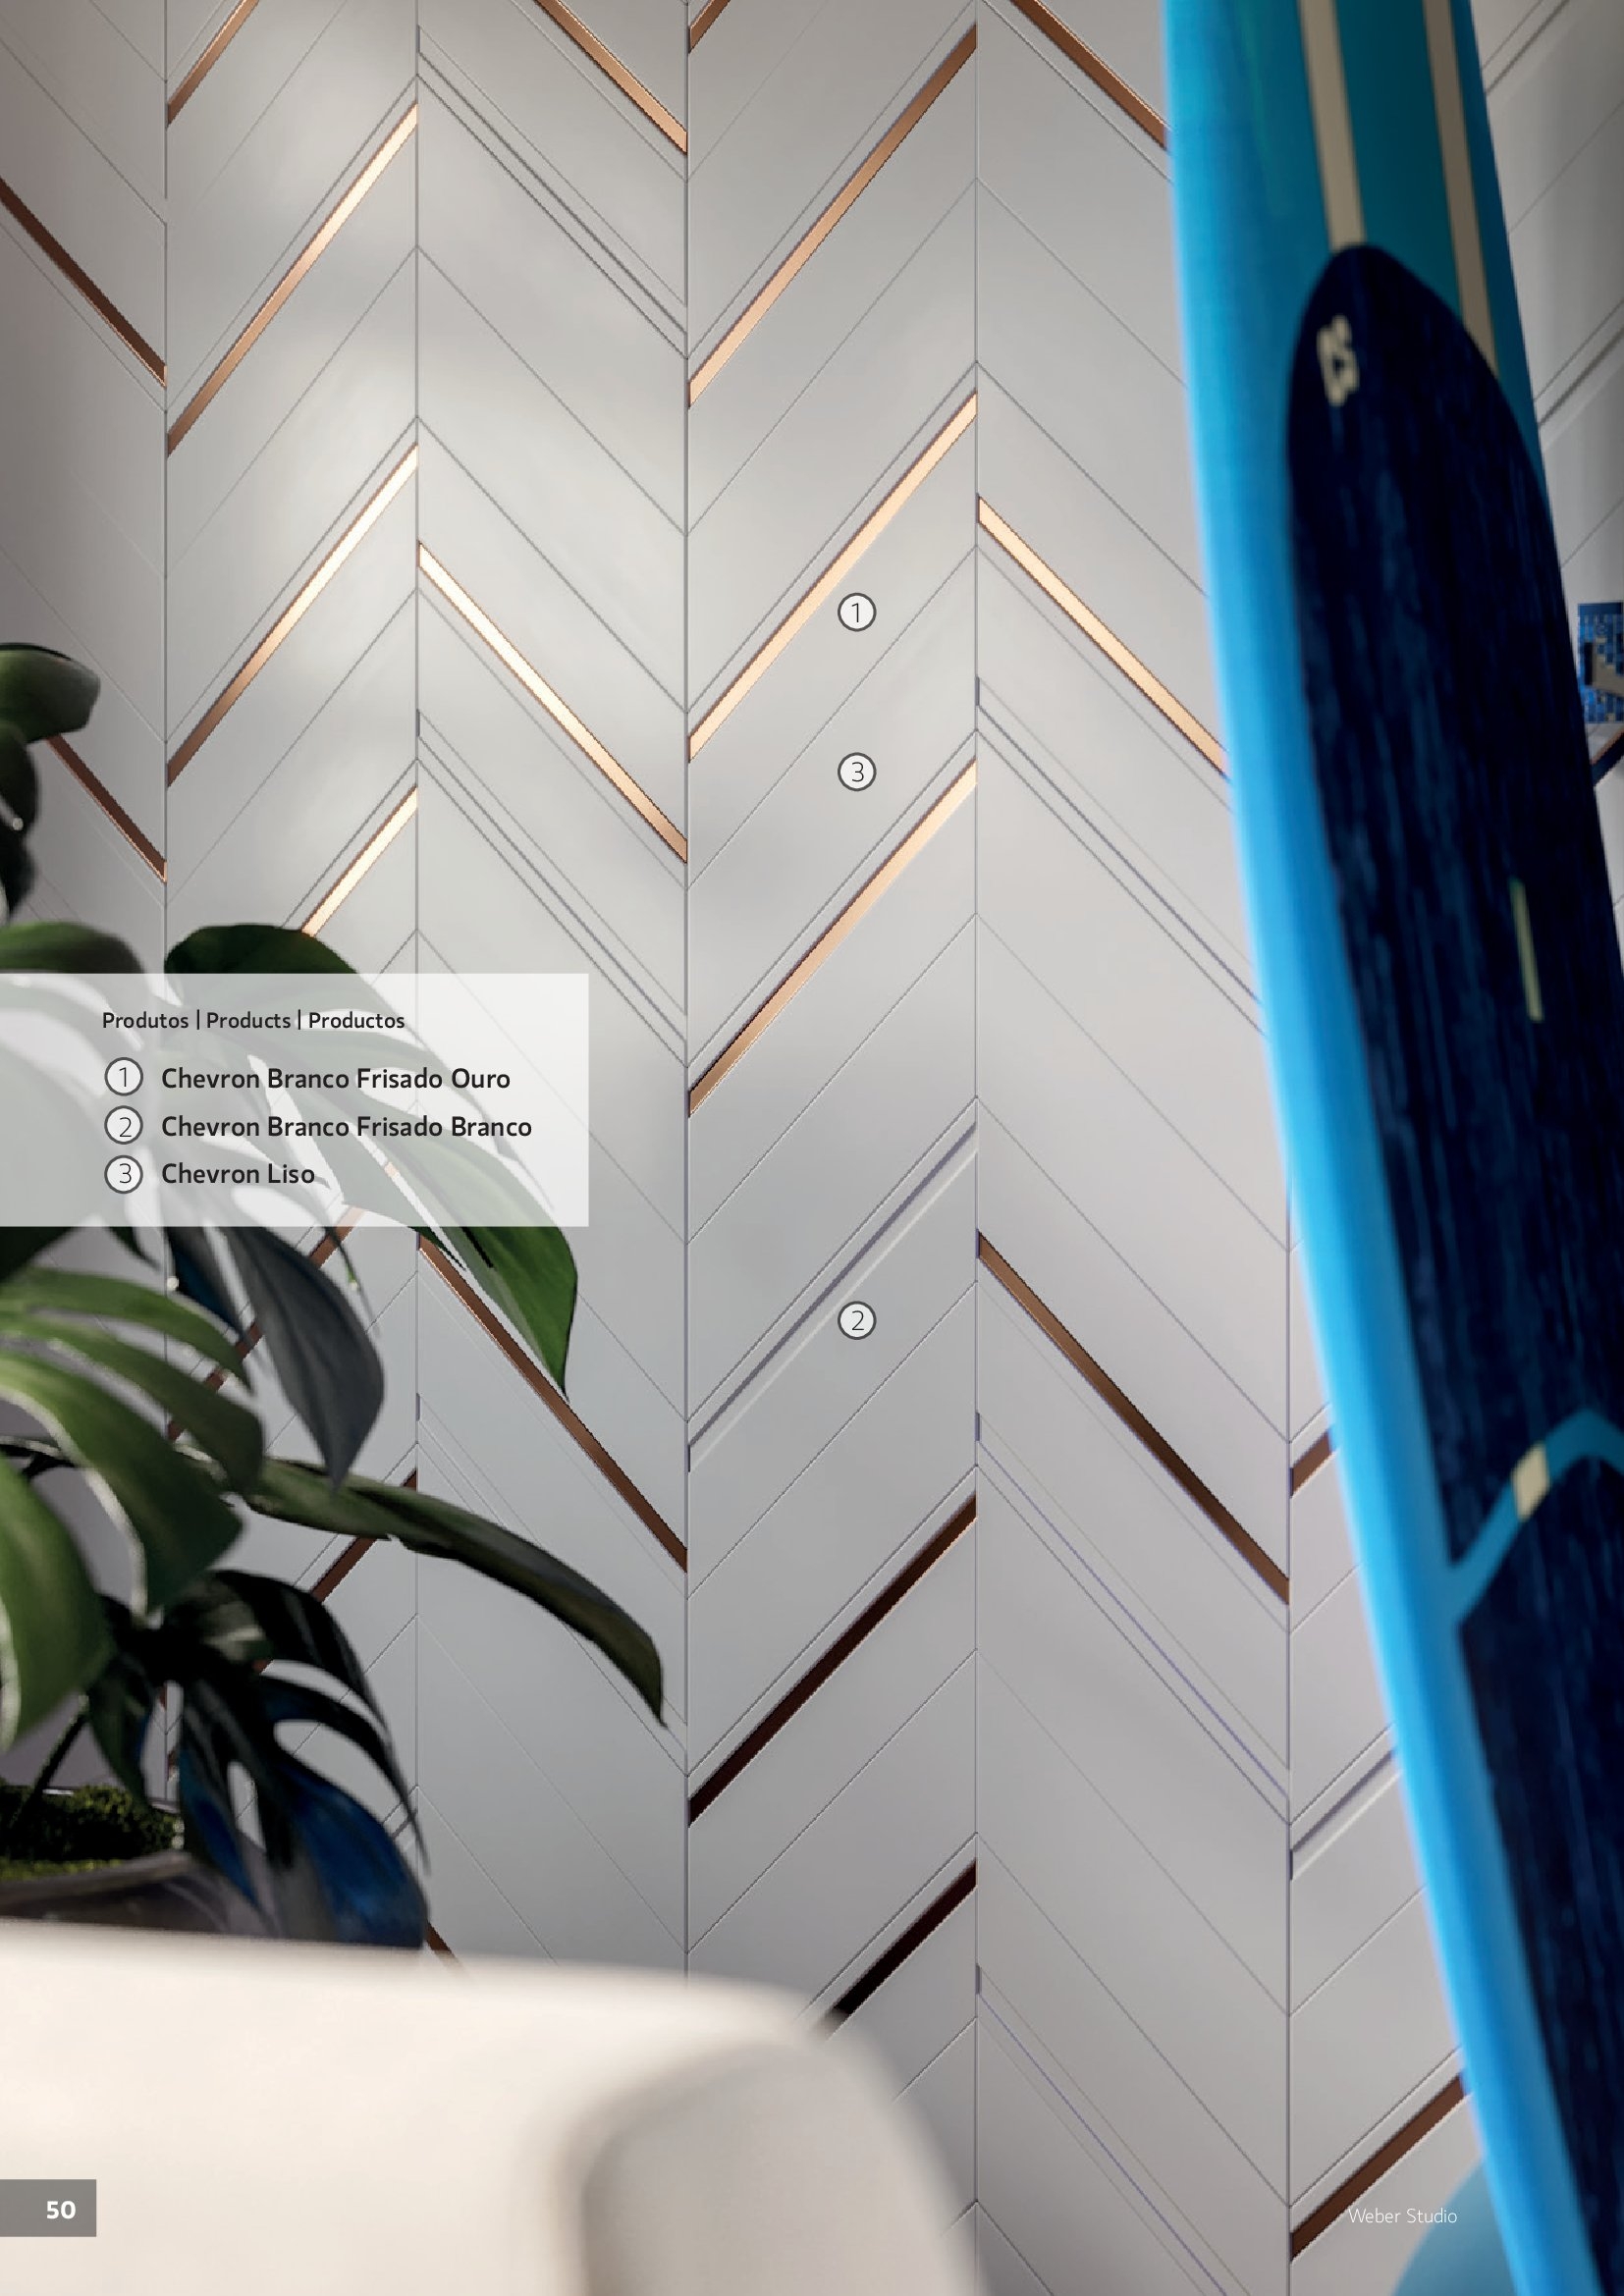 1
3
Produtos | Products | Productos
1 Chevron Branco Frisado Ouro
2 Chevron Branco Frisado Branco
3 Chevron Liso
2
50
Weber Studio